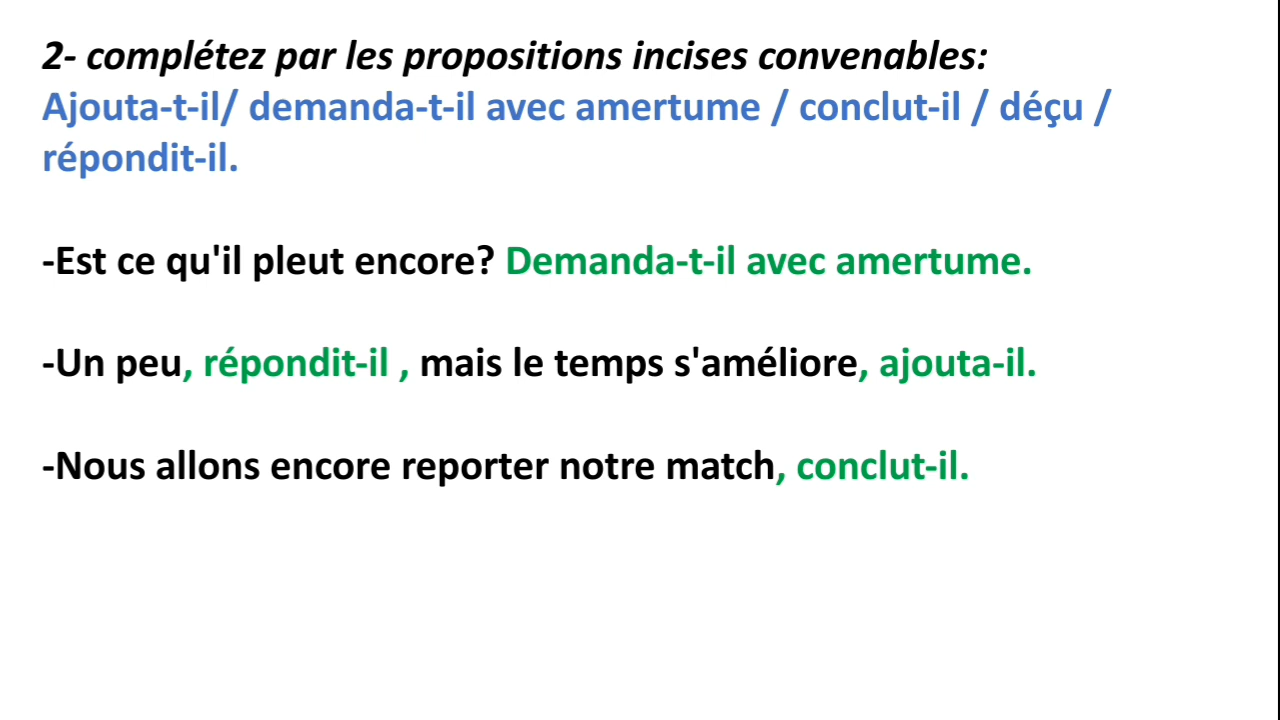 2- complétez par les propositions incises convenables:
Ajouta-t-il/ demanda-t-il avec amertume / conclut-il / déçu /
répondit-il.
-Est ce qu'il pleut encore? Demanda-t-il avec amertume.
-Un peu, répondit-il , mais le temps s'améliore, ajouta-il.
-Nous allons encore reporter notre match, conclut-il.